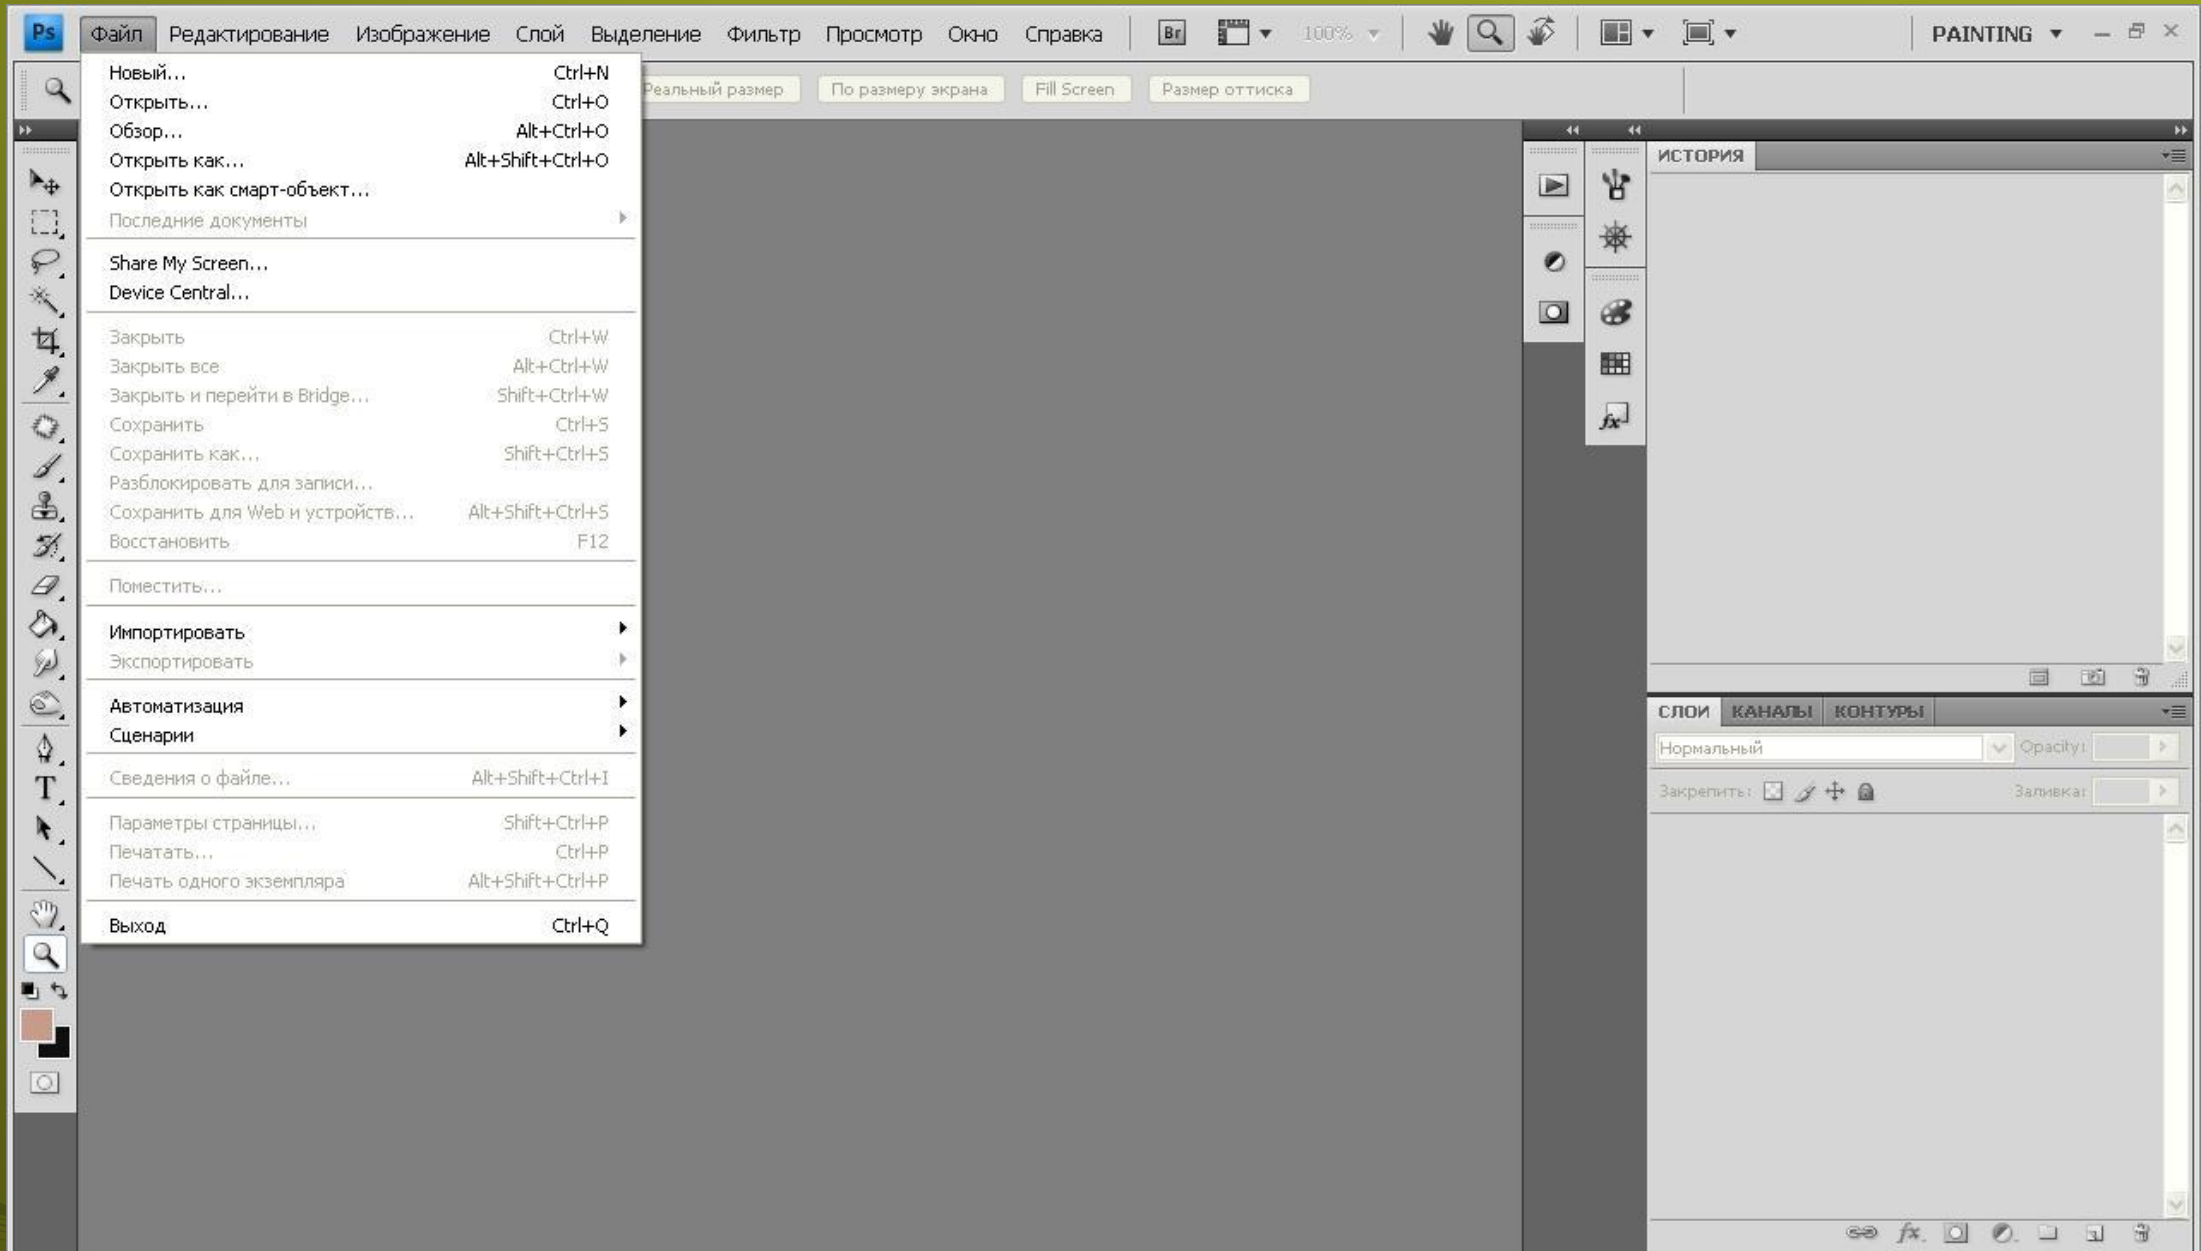 Ps Файл Редактирование Изображение Слой Выделение Фильтр Просмотр Окно Справка Br 100% PAINTING
Реальный размер По размеру экрана Fill Screen Размер оттиска
Новый... Ctrl+N
Открыть... Ctrl+O
Обзор... Alt+Ctrl+O
Открыть как... Alt+Shift+Ctrl+O
Открыть как смарт-объект...
Последние документы
Share My Screen...
Device Central...
Закрыть Ctrl+W
Закрыть все Alt+Ctrl+W
Закрыть и перейти в Bridge... Shift+Ctrl+W
Сохранить Ctrl+S
Сохранить как... Shift+Ctrl+S
Разблокировать для записи...
Сохранить для Web и устройств... Alt+Shift+Ctrl+S
Восстановить F12
Поместить...
Импортировать
Экспортировать
Автоматизация
Сценарии
Сведения о файле... Alt+Shift+Ctrl+I
Параметры страницы... Shift+Ctrl+P
Печатать... Ctrl+P
Печать одного экземпляра Alt+Shift+Ctrl+P
Выход Ctrl+Q
ИСТОРИЯ
СЛОИ КАНАЛЫ КОНТУРЫ
Нормальный Opacity:
Закрепить: Заливка: